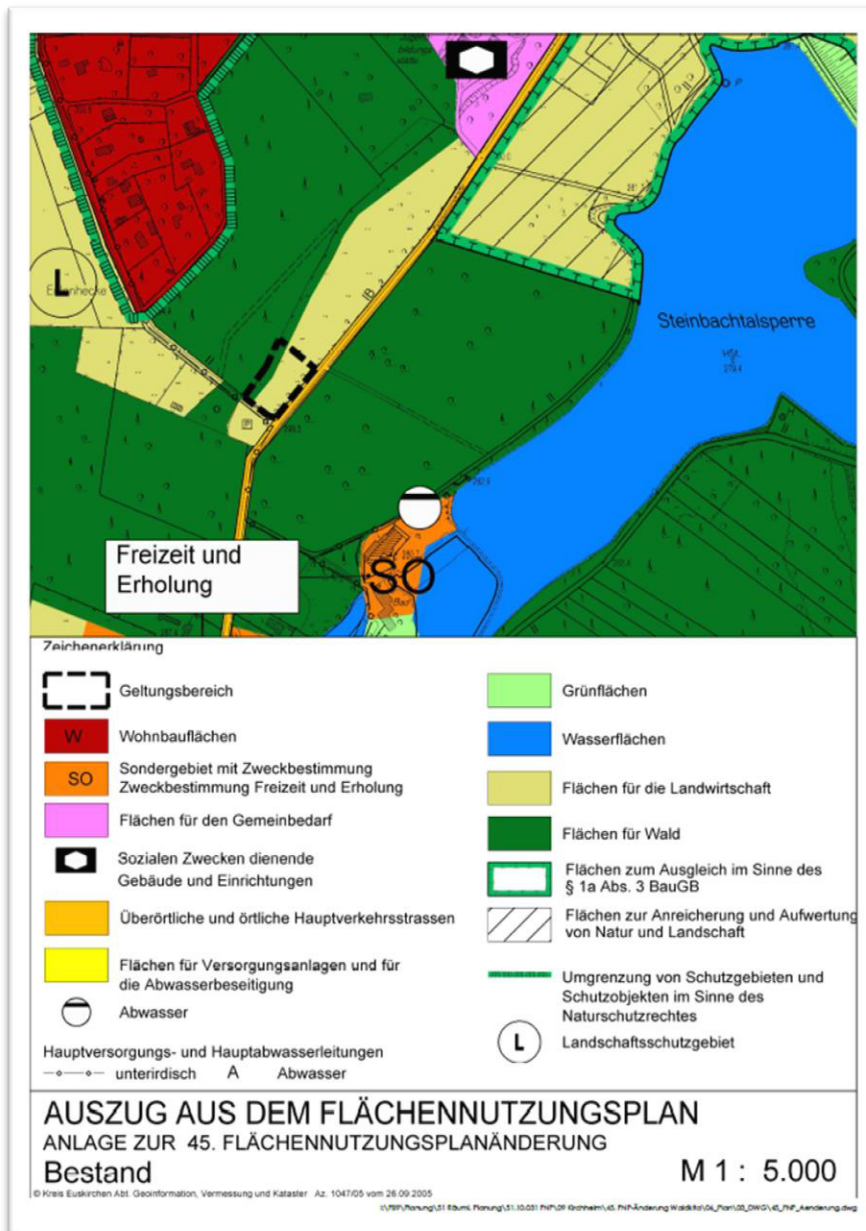 Steinbachtalsperre
L
Freizeit und
Erholung
SO
Bad
Zeichenerklärung
Geltungsbereich
W
Wohnbauflächen
SO
Sondergebiet mit Zweckbestimmung
Zweckbestimmung Freizeit und Erholung
Flächen für den Gemeinbedarf
Sozialen Zwecken dienende
Gebäude und Einrichtungen
Überörtliche und örtliche Hauptverkehrsstrassen
Flächen für Versorgungsanlagen und für
die Abwasserbeseitigung
Abwasser
Hauptversorgungs- und Hauptabwasserleitungen
unterirdisch A Abwasser
Grünflächen
Wasserflächen
Flächen für die Landwirtschaft
Flächen für Wald
Flächen zum Ausgleich im Sinne des
§ 1a Abs. 3 BauGB
Flächen zur Anreicherung und Aufwertung
von Natur und Landschaft
Umgrenzung von Schutzgebieten und
Schutzobjekten im Sinne des
Naturschutzrechtes
L
Landschaftsschutzgebiet
AUSZUG AUS DEM FLÄCHENNUTZUNGSPLAN
ANLAGE ZUR 45. FLÄCHENNUTZUNGSPLANÄNDERUNG
Bestand
M 1 : 5.000
© Kreis Euskirchen Abt. Geoinformation, Vermessung und Kataster Az. 1047/05 vom 26.09.2005